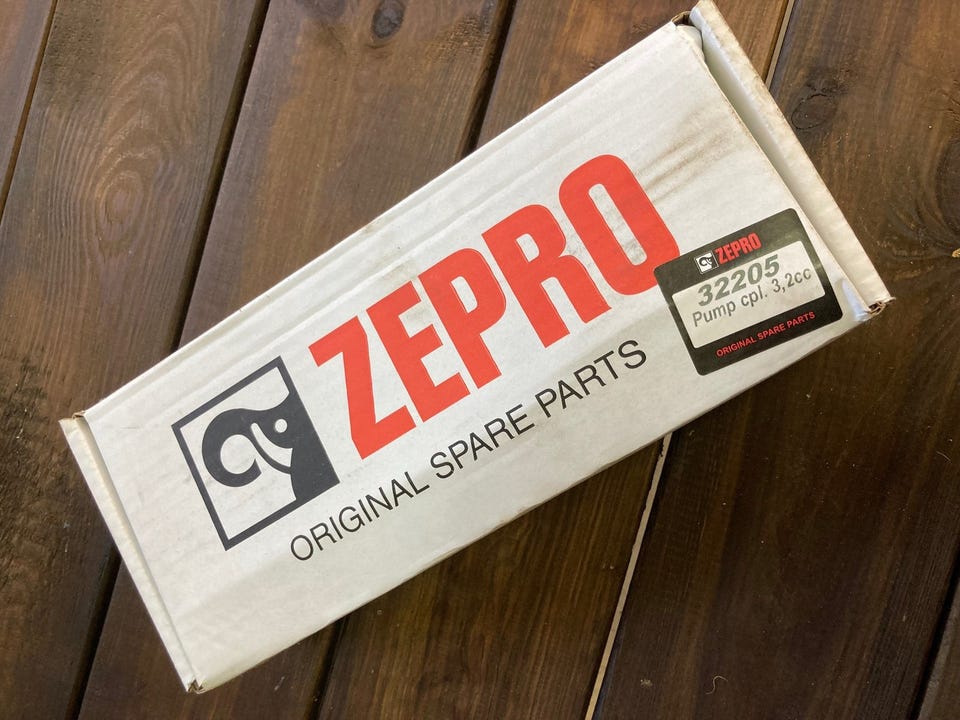 ZEPRO
ORIGINAL SPARE PARTS
ZEPRO
32205
Pump cpl. 3,2cc
ORIGINAL SPARE PARTS